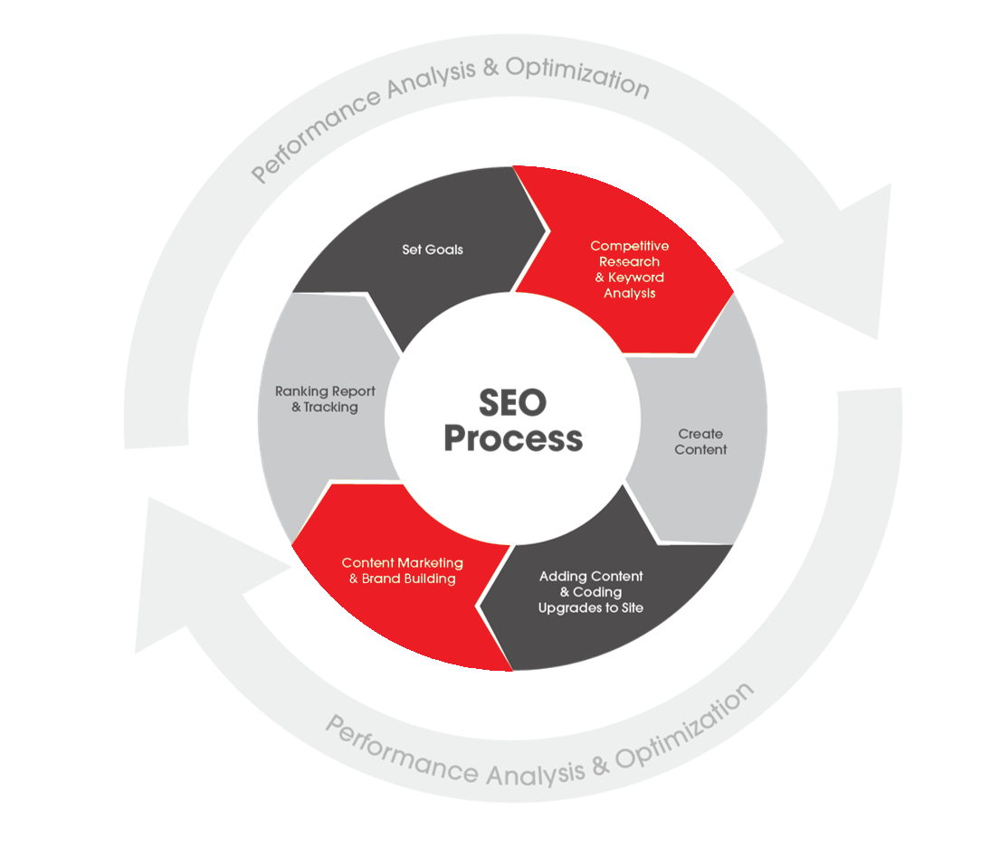 Performance Analysis & Optimization
Set Goals
Competitive
Research
& Keyword
Analysis
Ranking Report
& Tracking
SEO
Process
Create
Content
Content Marketing
& Brand Building
Adding Content
& Coding
Upgrades to Site
Performance Analysis & Optimization